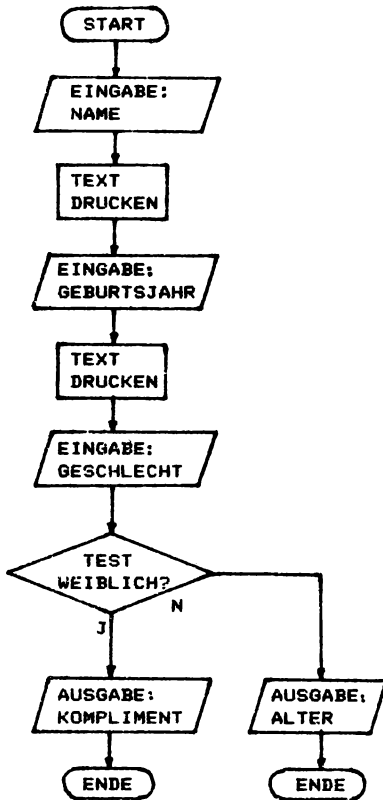 START
EINGABE:
NAME
TEXT
DRUCKEN
EINGABE:
GEBURTSJAHR
TEXT
DRUCKEN
EINGABE:
GESCHLECHT
TEST
WEIBLICH?
N
J
AUSGABE:
KOMPLIMENT
AUSGABE:
ALTER
ENDE
ENDE